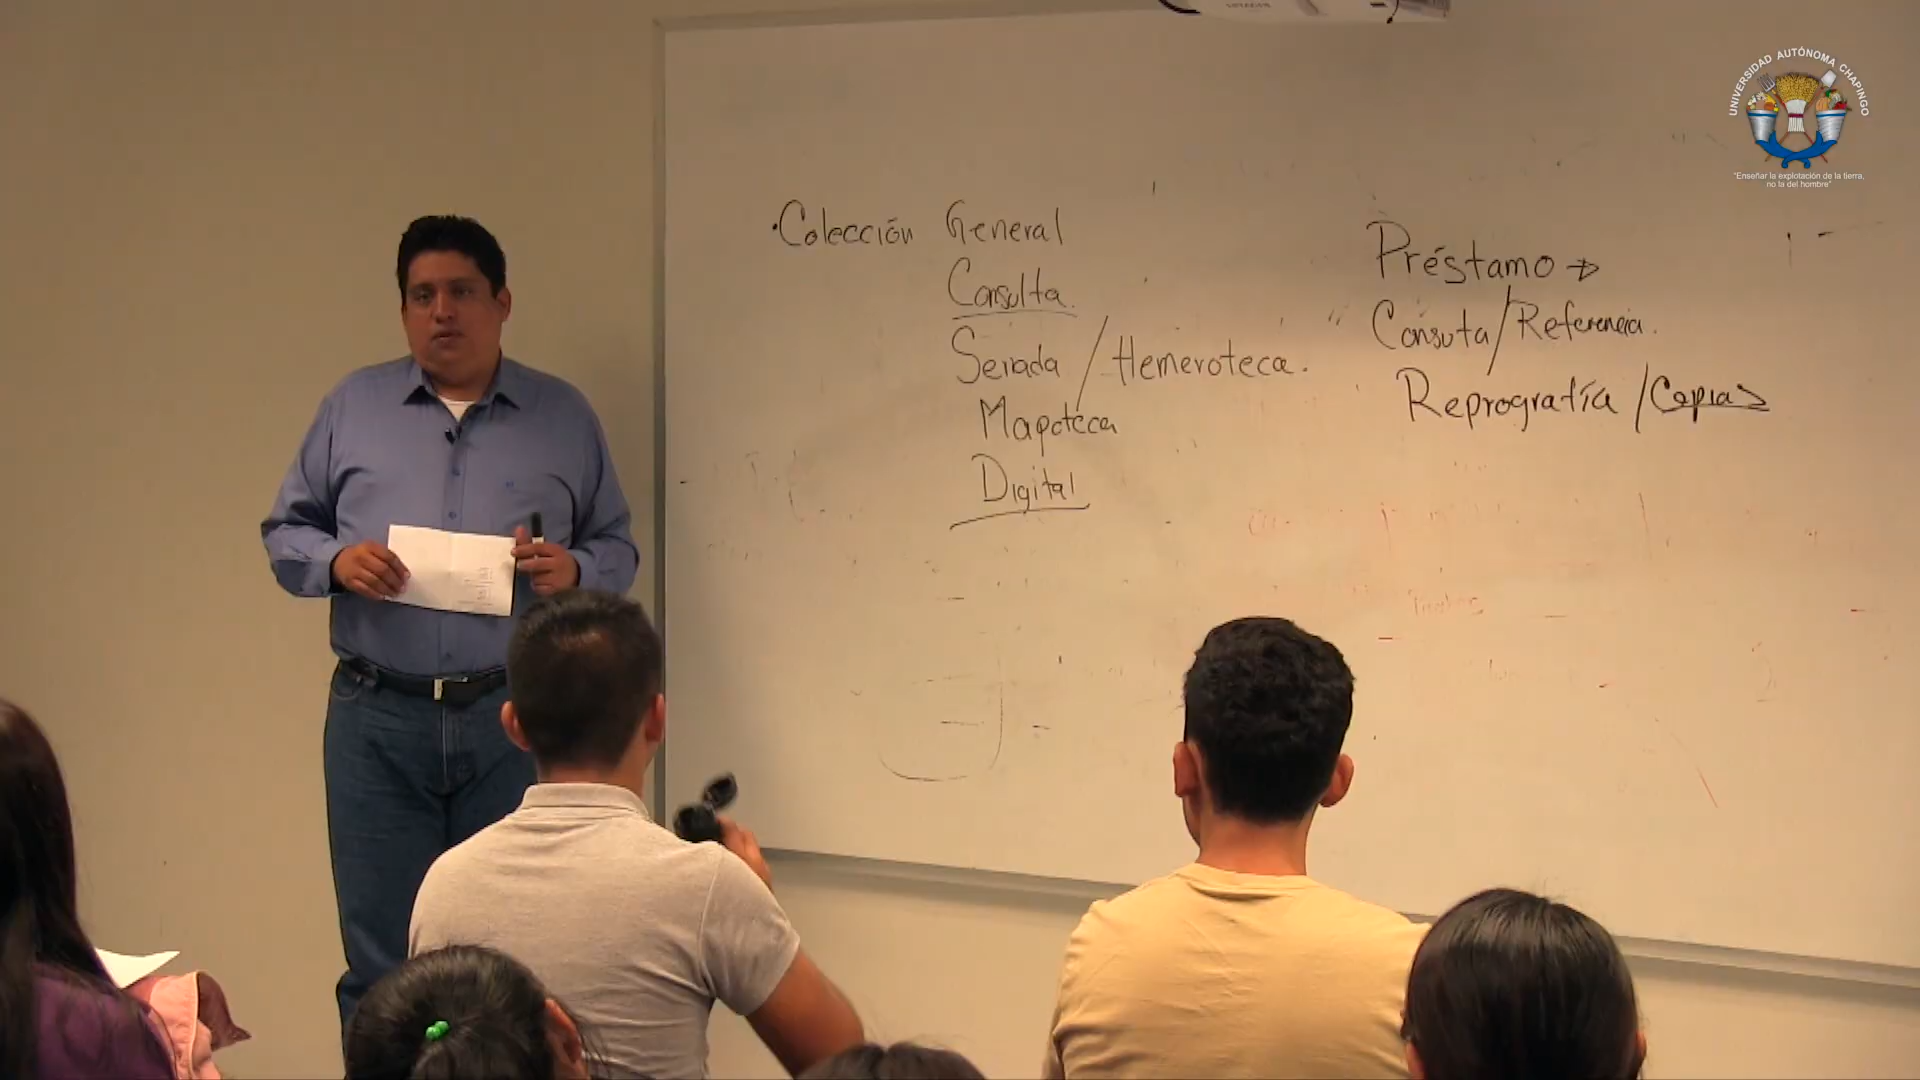 ·Colección General
Consulta.
Seriada / Hemeroteca.
Mapoteca
Digital
Préstamo →
Consuta/Referencia.
Reprografía / Copias
UNIVERSIDAD AUTÓNOMA CHAPINGO
"Enseñar la explotación de la tierra,
no la del hombre"
HITACHI